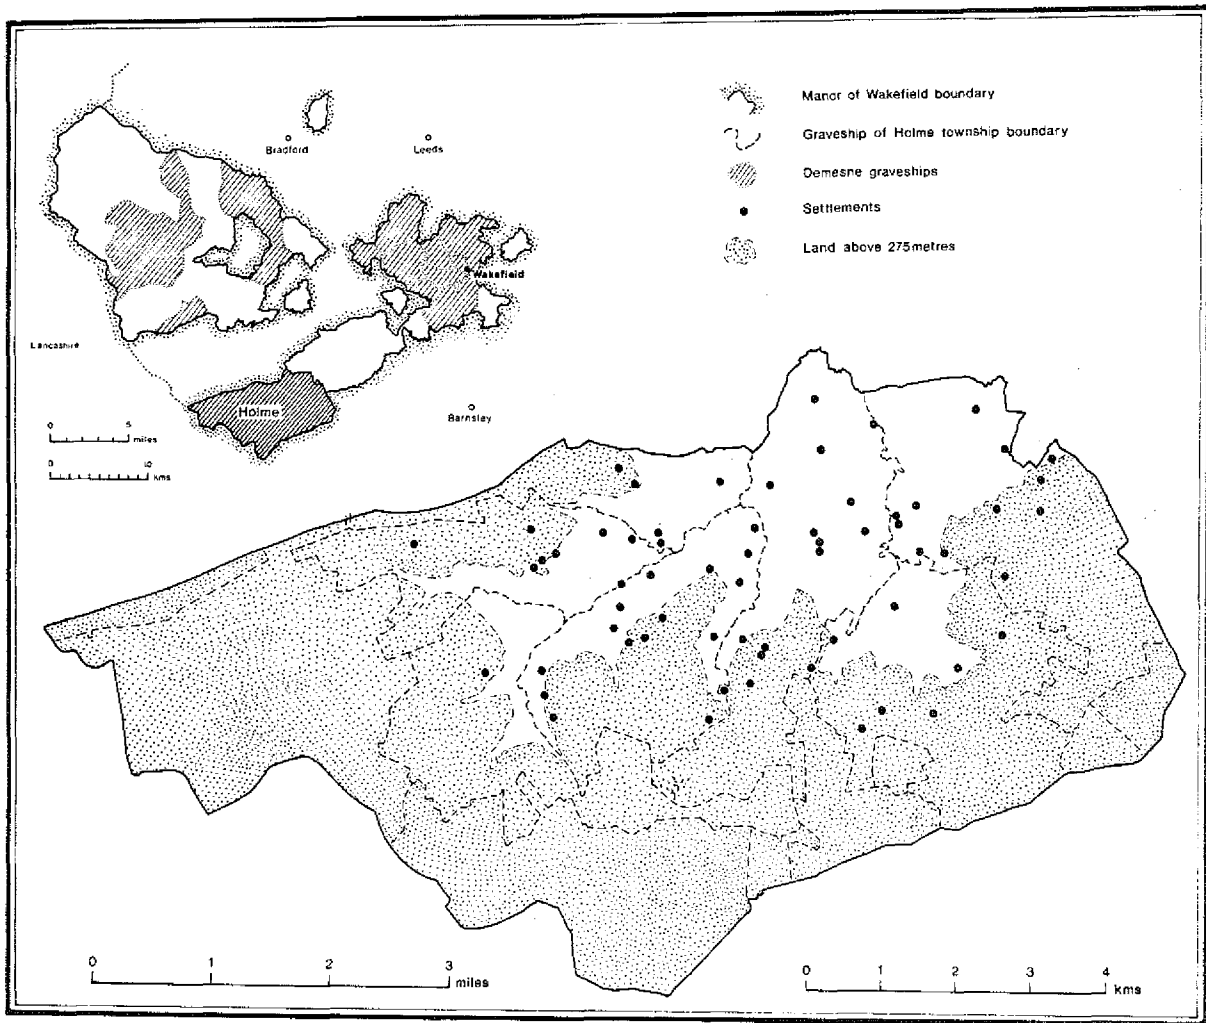 Manor of Wakefield boundary
Graveship of Holme township boundary
Demesne graveships
Settlements
Land above 275metres
Bradford
Leeds
Wakefield
Lancashire
Holme
Barnsley
0 5
miles
0 10
kms
0 1 2 3
miles
0 1 2 3 4
kms